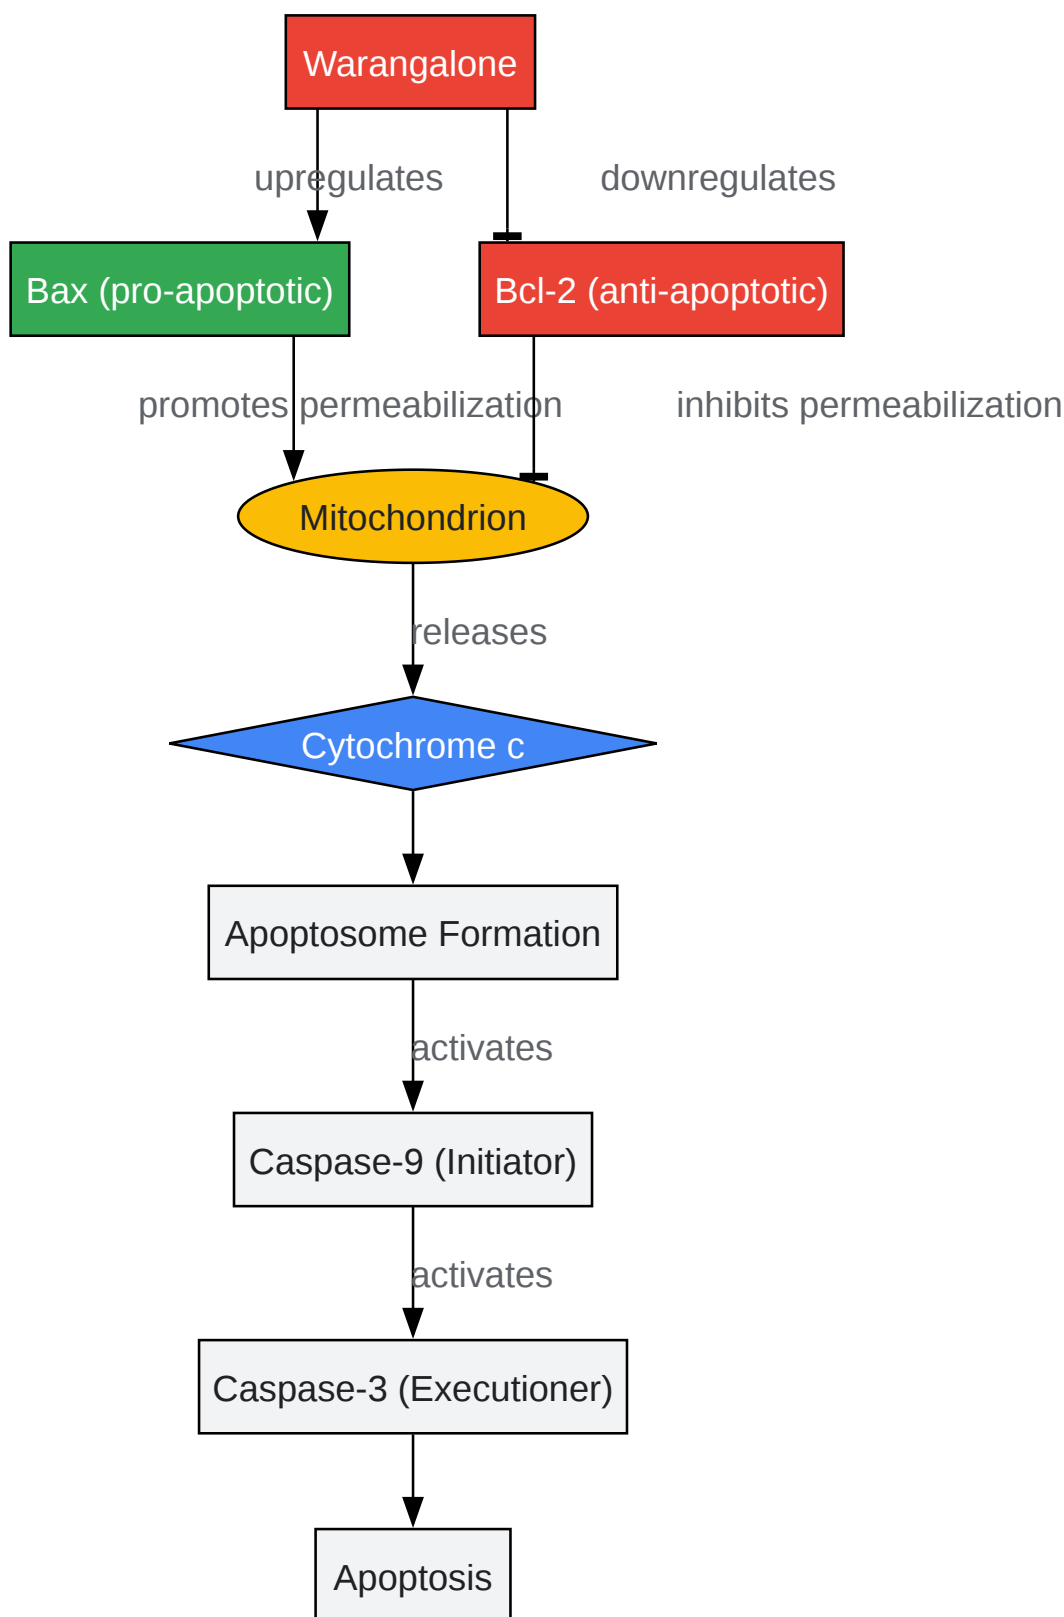 Warangalone
upregulates
downregulates
Bax (pro-apoptotic)
Bcl-2 (anti-apoptotic)
promotes permeabilization
inhibits permeabilization
Mitochondrion
releases
Cytochrome c
Apoptosome Formation
activates
Caspase-9 (Initiator)
activates
Caspase-3 (Executioner)
Apoptosis